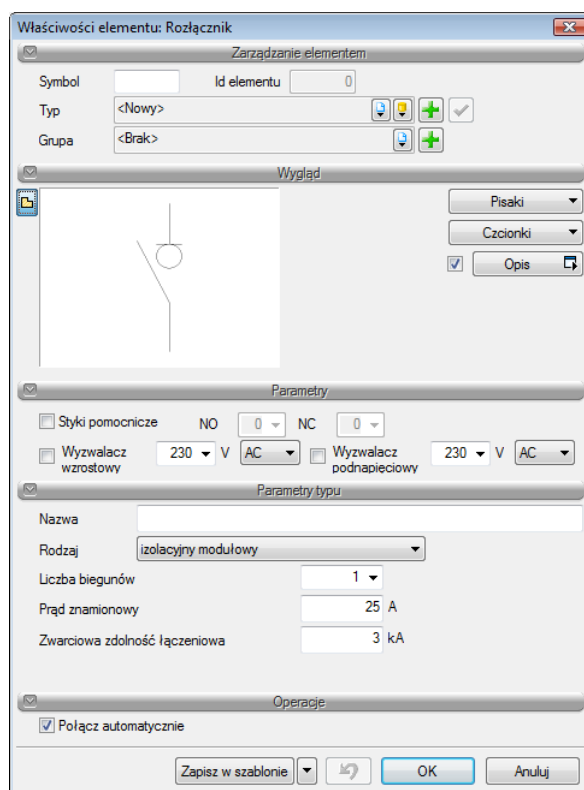 Właściwości elementu: Rozłącznik
Zarządzanie elementem
Symbol Id elementu 0
Typ <Nowy>
Grupa <Brak>
Wygląd
Pisaki
Czcionki
Opis
Parametry
Styki pomocnicze NO 0 NC 0
Wyzwalacz wzrostowy 230 V AC Wyzwalacz podnapięciowy 230 V AC
Parametry typu
Nazwa
Rodzaj izolacyjny modułowy
Liczba biegunów 1
Prąd znamionowy 25 A
Zwarciowa zdolność łączeniowa 3 kA
Operacje
Połącz automatycznie
Zapisz w szablonie OK Anuluj